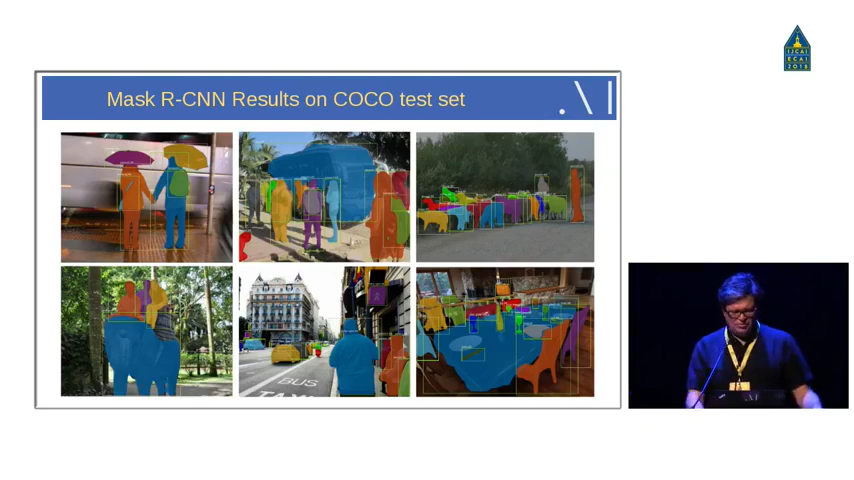 IJCAI
ECAI
2018
Mask R-CNN Results on COCO test set
BUS
TAXI